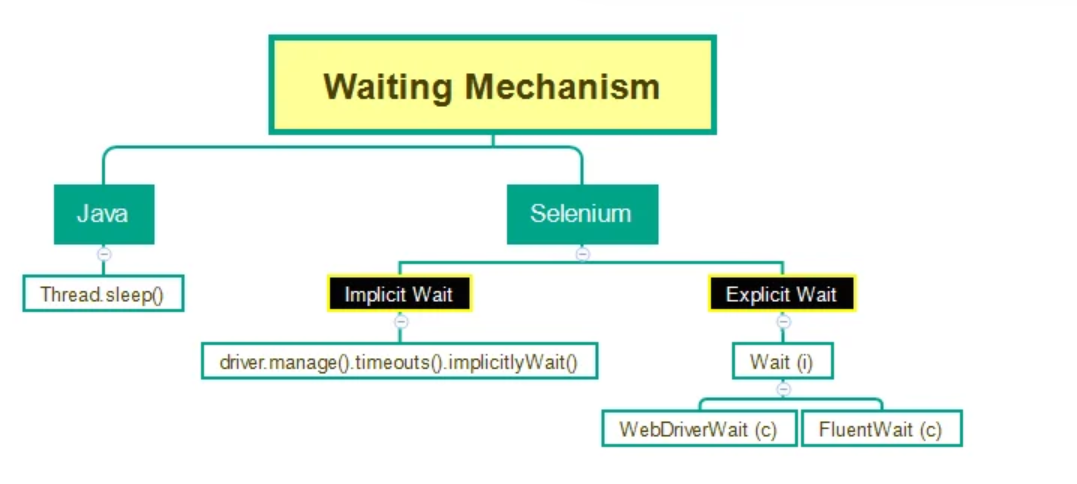 Waiting Mechanism
Java
Selenium
Thread.sleep()
Implicit Wait
Explicit Wait
driver.manage().timeouts().implicitlyWait()
Wait (i)
WebDriverWait (c)
FluentWait (c)